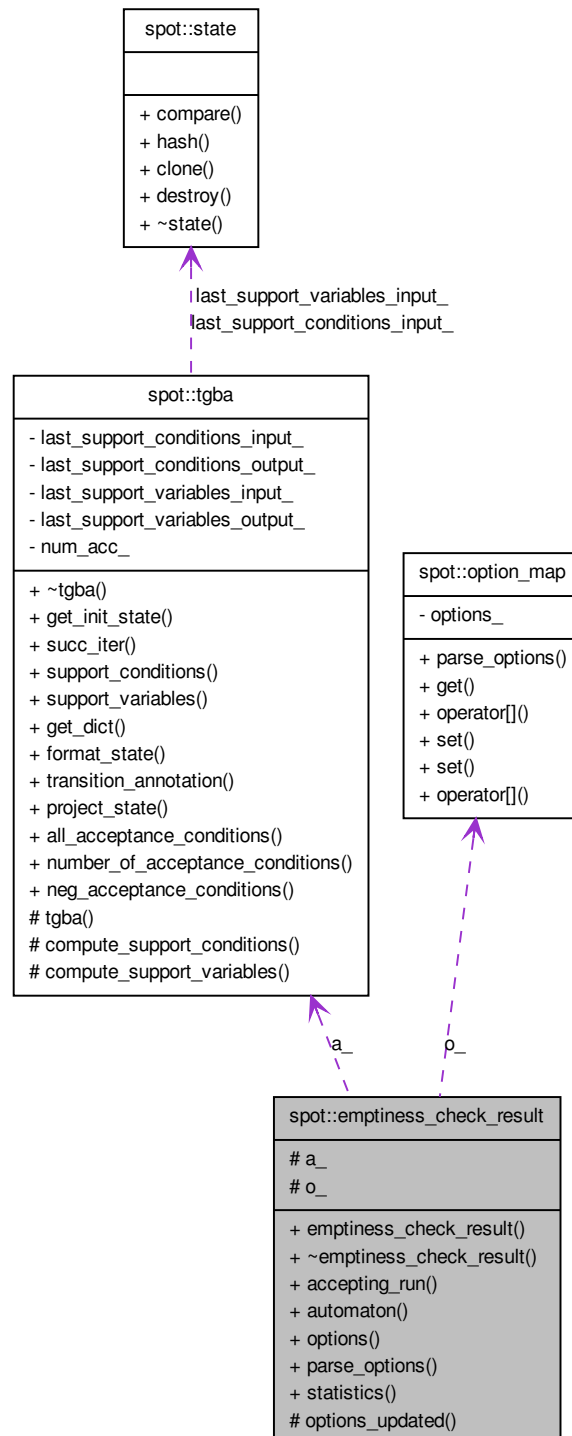 spot::state
+ compare()
+ hash()
+ clone()
+ destroy()
+ ~state()
last_support_variables_input_
last_support_conditions_input_
spot::tgba
- last_support_conditions_input_
- last_support_conditions_output_
- last_support_variables_input_
- last_support_variables_output_
- num_acc_
+ ~tgba()
+ get_init_state()
+ succ_iter()
+ support_conditions()
+ support_variables()
+ get_dict()
+ format_state()
+ transition_annotation()
+ project_state()
+ all_acceptance_conditions()
+ number_of_acceptance_conditions()
+ neg_acceptance_conditions()
# tgba()
# compute_support_conditions()
# compute_support_variables()
spot::option_map
- options_
+ parse_options()
+ get()
+ operator[]()
+ set()
+ set()
+ operator[]()
a_
o_
spot::emptiness_check_result
# a_
# o_
+ emptiness_check_result()
+ ~emptiness_check_result()
+ accepting_run()
+ automaton()
+ options()
+ parse_options()
+ statistics()
# options_updated()